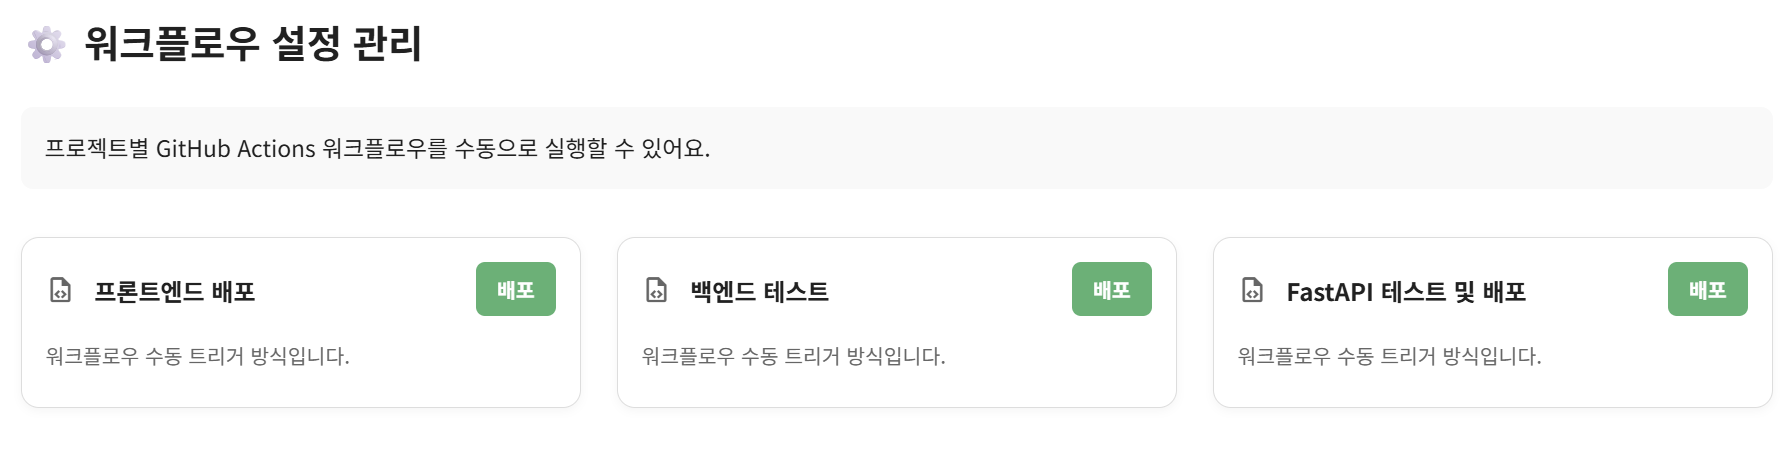 워크플로우 설정 관리
프로젝트별 GitHub Actions 워크플로우를 수동으로 실행할 수 있어요.
프론트엔드 배포
배포
워크플로우 수동 트리거 방식입니다.
백엔드 테스트
배포
워크플로우 수동 트리거 방식입니다.
FastAPI 테스트 및 배포
배포
워크플로우 수동 트리거 방식입니다.